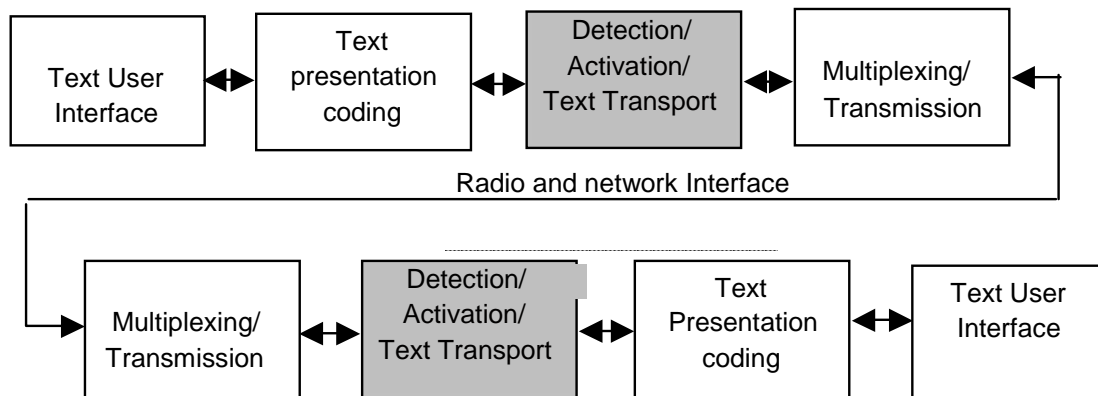 Text User
Interface
Text
presentation
coding
Detection/
Activation/
Text Transport
Multiplexing/
Transmission
Radio and network Interface
Multiplexing/
Transmission
Detection/
Activation/
Text Transport
Text
Presentation
coding
Text User
Interface